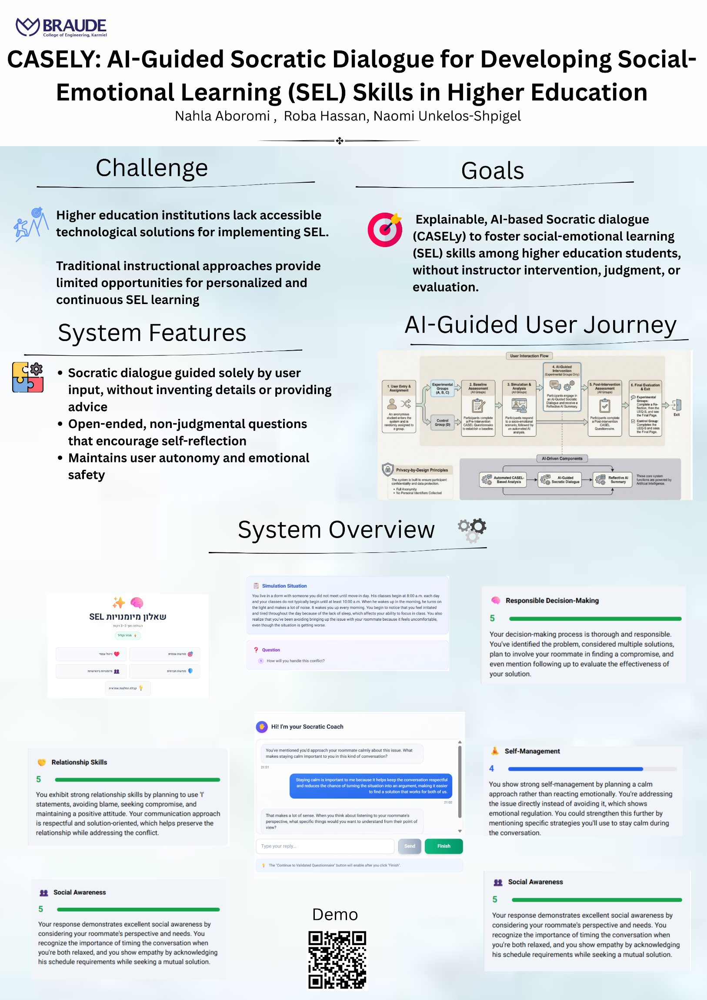 BRAUDE
College of Engineering, Karmiel
CASELY: AI-Guided Socratic Dialogue for Developing Social-
Emotional Learning (SEL) Skills in Higher Education
Nahla Aboromi , Roba Hassan, Naomi Unkelos-Shpigel
Challenge
Higher education institutions lack accessible
technological solutions for implementing SEL.
Traditional instructional approaches provide
limited opportunities for personalized and
continuous SEL learning
Goals
Explainable, AI-based Socratic dialogue
(CASELy) to foster social-emotional learning
(SEL) skills among higher education students,
without instructor intervention, judgment, or
evaluation.
System Features
• Socratic dialogue guided solely by user
input, without inventing details or providing
advice
• Open-ended, non-judgmental questions
that encourage self-reflection
• Maintains user autonomy and emotional
safety
AI-Guided User Journey
User Interaction Flow
1. User Entry &
Assignment
An anonymous
student enters the
system and is
randomly assigned to
a group.
Experimental
Groups
(A, B, C)
Control
Group (D)
2. Baseline
Assessment
(All Groups)
Participants complete
a Pre-Intervention
CASEL Questionnaire
to establish a baseline.
3. Simulation &
Analysis
(All Groups)
Participants respond
to a socio-emotional
scenario, followed by
an automated AI
analysis.
4. AI-Guided
Intervention
(Experimental Groups Only)
Participants engage in
an AI-Guided Socratic
Dialogue and receive a
Reflective AI Summary.
5. Post-Intervention
Assessment
(All Groups)
Participants complete
a Post-Intervention
CASEL
Questionnaire.
6. Final Evaluation
& Exit
Experimental
Groups:
Complete a Re-
flection, then the
UEQ-S, and see
the Final Page.
Control Group:
Completes the
UEQ-S and sees
the Final Page.
Exit
AI-Driven Components
Automated CASEL-
Based Analysis
AI-Guided
Socratic Dialogue
Reflective AI
Summary
These core system
functions are powered by
Artificial Intelligence.
Privacy-by-Design Principles
The system is built to ensure participant
confidentiality and data protection.
• Full Anonymity
• No Personal Identifiers Collected
System Overview
שאלון מיומנויות SEL
השלמה תוך 2–3 דקות
מהיר וקליל
מודעות עצמית
ניהול עצמי
מודעות חברתית
מיומנויות בינאישיות
קבלת החלטות אחראית
Simulation Situation
You live in a dorm with someone you did not meet until move-in day. His classes begin at 8:00 a.m. each day
and your classes do not typically begin until at least 10:00 a.m. When he wakes up in the morning, he turns on
the light and makes a lot of noise. It wakes you up every morning. You begin to notice that you feel irritated
and tired throughout the day because of the lack of sleep, which affects your ability to focus in class. You also
realize that you've been avoiding bringing up the issue with your roommate because it feels uncomfortable,
even though the situation is getting worse.
Question
1 How will you handle this conflict?
Responsible Decision-Making
5
Your decision-making process is thorough and responsible.
You've identified the problem, considered multiple solutions,
plan to involve your roommate in finding a compromise, and
even mention following up to evaluate the effectiveness of
your solution.
Relationship Skills
5
You exhibit strong relationship skills by planning to use 'I'
statements, avoiding blame, seeking compromise, and
maintaining a positive attitude. Your communication approach
is respectful and solution-oriented, which helps preserve the
relationship while addressing the conflict.
Hi! I'm your Socratic Coach
You've mentioned you'd approach your roommate calmly about this issue. What
makes staying calm important to you in this kind of conversation?
21:01
Staying calm is important to me because it helps keep the conversation respectful
and reduces the chance of turning the situation into an argument, making it easier
to find a solution that works for both of us.
21:02
That makes a lot of sense. When you think about listening to your roommate's
perspective, what specific things would you want to understand from their point of
view?
Type your reply...
Send
Finish
The "Continue to Validated Questionnaire" button will enable after you click "Finish".
Self-Management
4
You show strong self-management by planning a calm
approach rather than reacting emotionally. You're addressing
the issue directly instead of avoiding it, which shows
emotional regulation. You could strengthen this further by
mentioning specific strategies you'll use to stay calm during
the conversation.
Social Awareness
5
Your response demonstrates excellent social awareness by
considering your roommate's perspective and needs. You
recognize the importance of timing the conversation when
you're both relaxed, and you show empathy by acknowledging
his schedule requirements while seeking a mutual solution.
Demo
Social Awareness
5
Your response demonstrates excellent social awareness by
considering your roommate's perspective and needs. You
recognize the importance of timing the conversation when
you're both relaxed, and you show empathy by acknowledging
his schedule requirements while seeking a mutual solution.